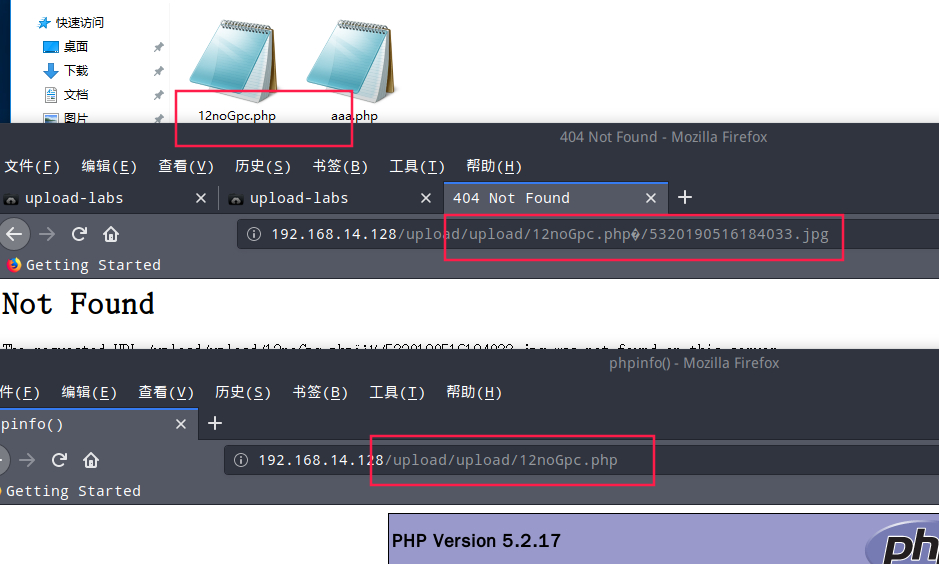 快速访问
桌面
下载
文档
图片
12noGpc.php
aaa.php
404 Not Found - Mozilla Firefox
文件(F) 编辑(E) 查看(V) 历史(S) 书签(B) 工具(T) 帮助(H)
upload-labs
upload-labs
404 Not Found
192.168.14.128/upload/upload/12noGpc.php�/5320190516184033.jpg
Getting Started
Not Found
phpinfo() - Mozilla Firefox
件(F) 编辑(E) 查看(V) 历史(S) 书签(B) 工具(T) 帮助(H)
pinfo()
192.168.14.128/upload/upload/12noGpc.php
Getting Started
PHP Version 5.2.17
ph